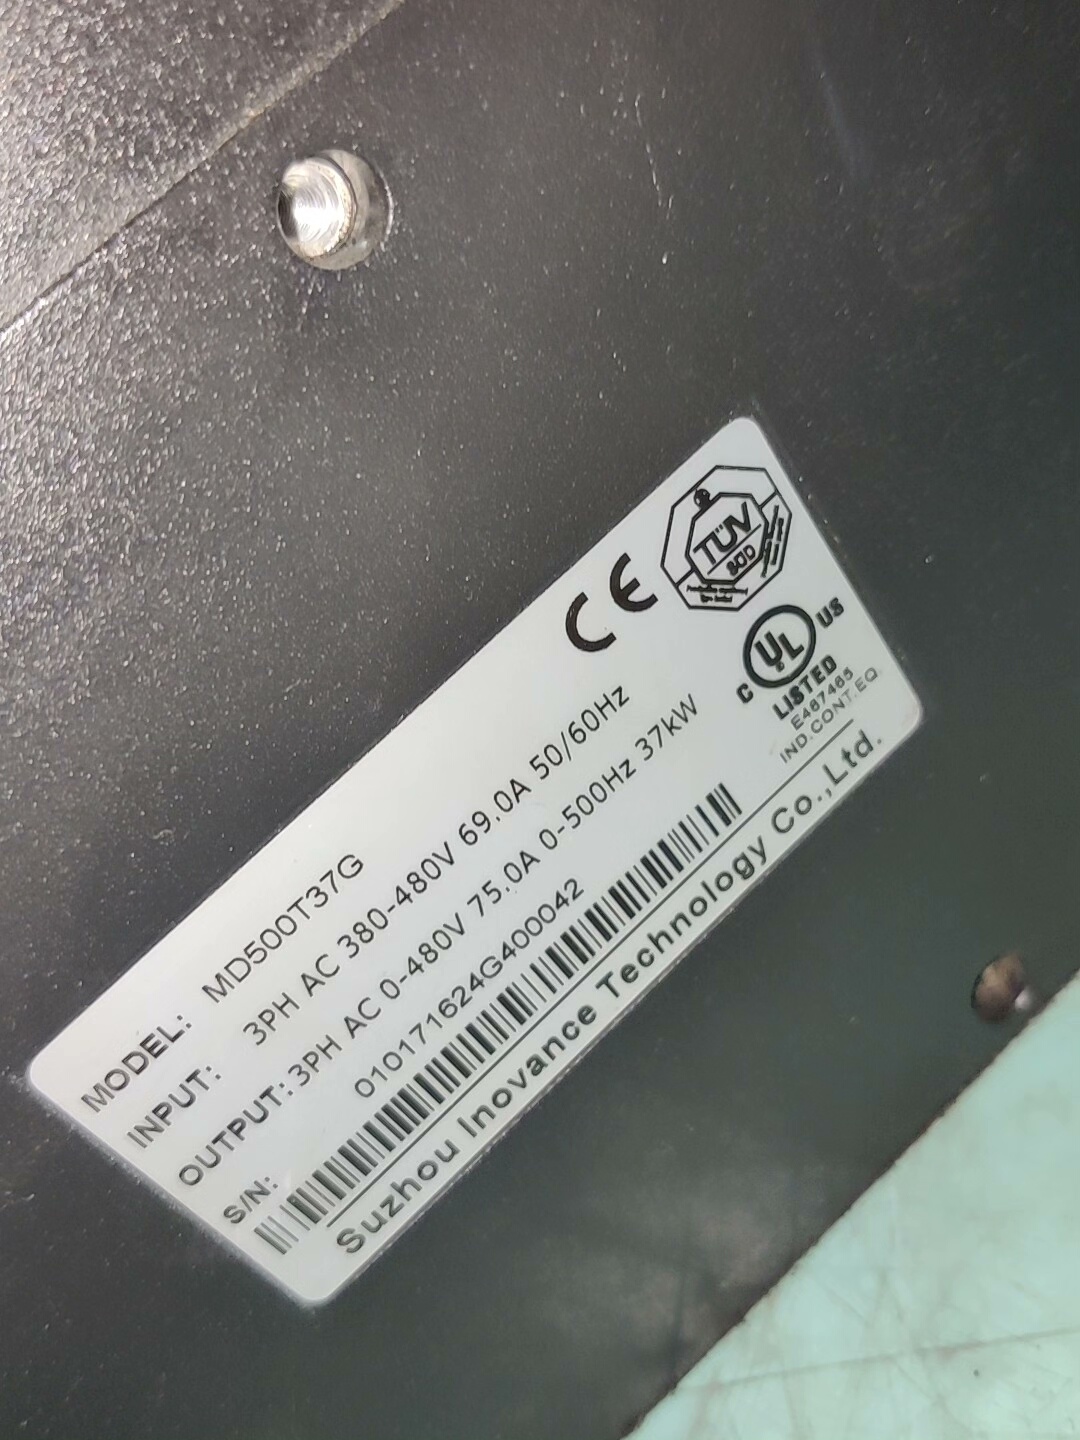 MODEL: MD500T37G
INPUT: 3PH AC 380-480V 69.0A 50/60Hz
OUTPUT: 3PH AC 0-480V 75.0A 0-500Hz 37kW
S/N: 010171624G400042
Suzhou Inovance Technology Co.,Ltd.
CE
TÜV
SÜD
C UL US
LISTED
E467465
IND.CONT.EQ.